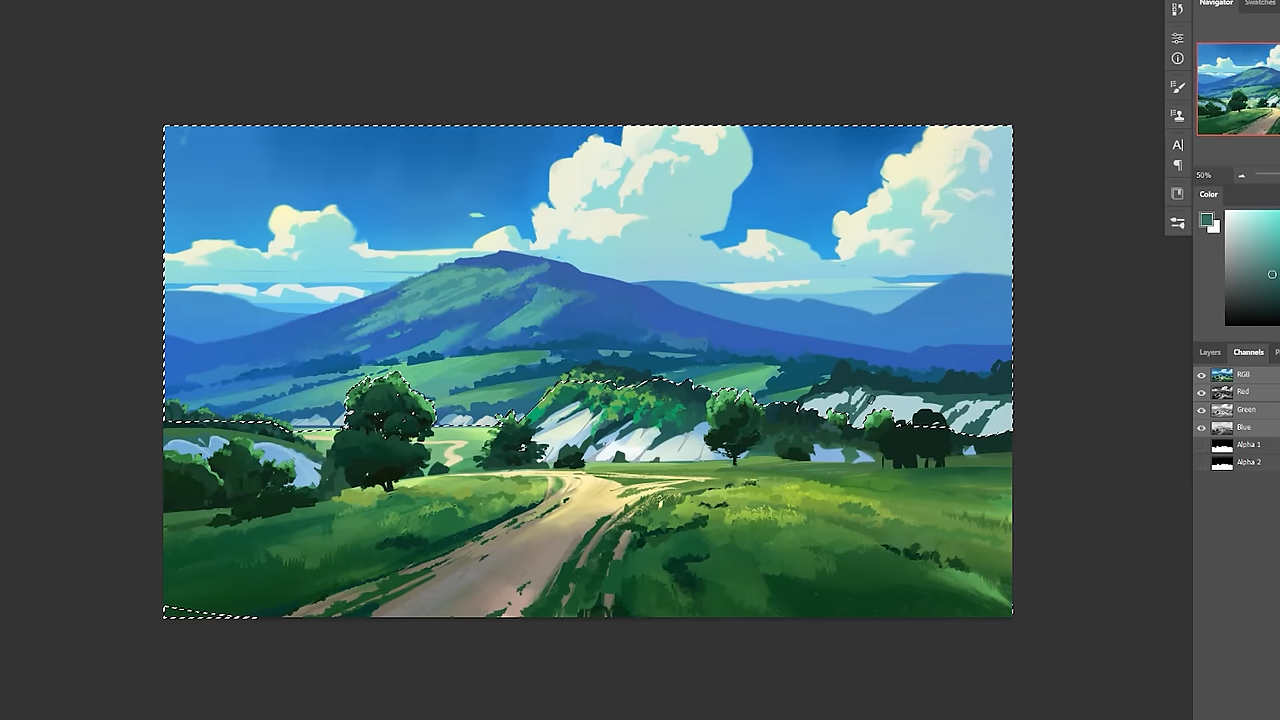 Navigator Swatches
50%
Color
Layers Channels
RGB
Red
Green
Blue
Alpha 1
Alpha 2